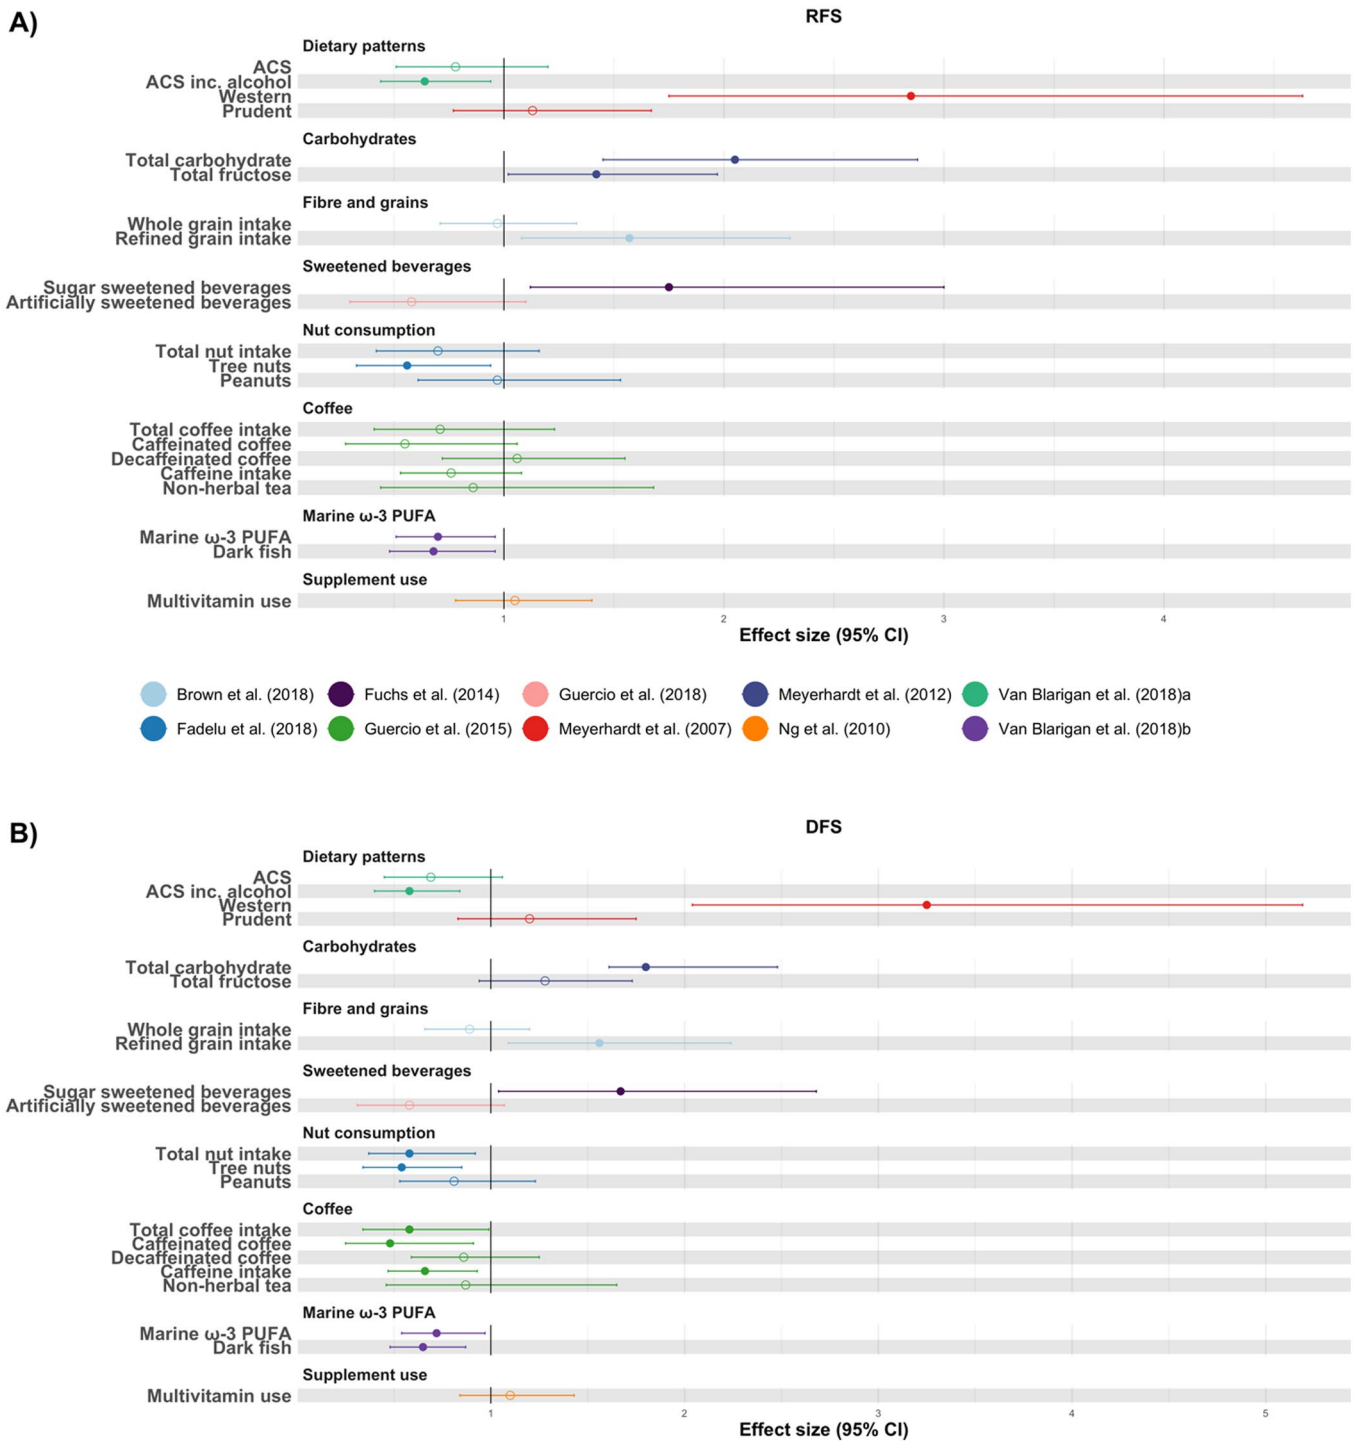 A)
RFS
Dietary patterns
ACS
ACS inc. alcohol
Western
Prudent
Carbohydrates
Total carbohydrate
Total fructose
Fibre and grains
Whole grain intake
Refined grain intake
Sweetened beverages
Sugar sweetened beverages
Artificially sweetened beverages
Nut consumption
Total nut intake
Tree nuts
Peanuts
Coffee
Total coffee intake
Caffeinated coffee
Decaffeinated coffee
Caffeine intake
Non-herbal tea
Marine ω-3 PUFA
Marine ω-3 PUFA
Dark fish
Supplement use
Multivitamin use
1 2 3 4
Effect size (95% CI)
Brown et al. (2018) Fuchs et al. (2014) Guercio et al. (2018) Meyerhardt et al. (2012) Van Blarigan et al. (2018)a
Fadelu et al. (2018) Guercio et al. (2015) Meyerhardt et al. (2007) Ng et al. (2010) Van Blarigan et al. (2018)b
B)
DFS
Dietary patterns
ACS
ACS inc. alcohol
Western
Prudent
Carbohydrates
Total carbohydrate
Total fructose
Fibre and grains
Whole grain intake
Refined grain intake
Sweetened beverages
Sugar sweetened beverages
Artificially sweetened beverages
Nut consumption
Total nut intake
Tree nuts
Peanuts
Coffee
Total coffee intake
Caffeinated coffee
Decaffeinated coffee
Caffeine intake
Non-herbal tea
Marine ω-3 PUFA
Marine ω-3 PUFA
Dark fish
Supplement use
Multivitamin use
1 2 3 4 5
Effect size (95% CI)